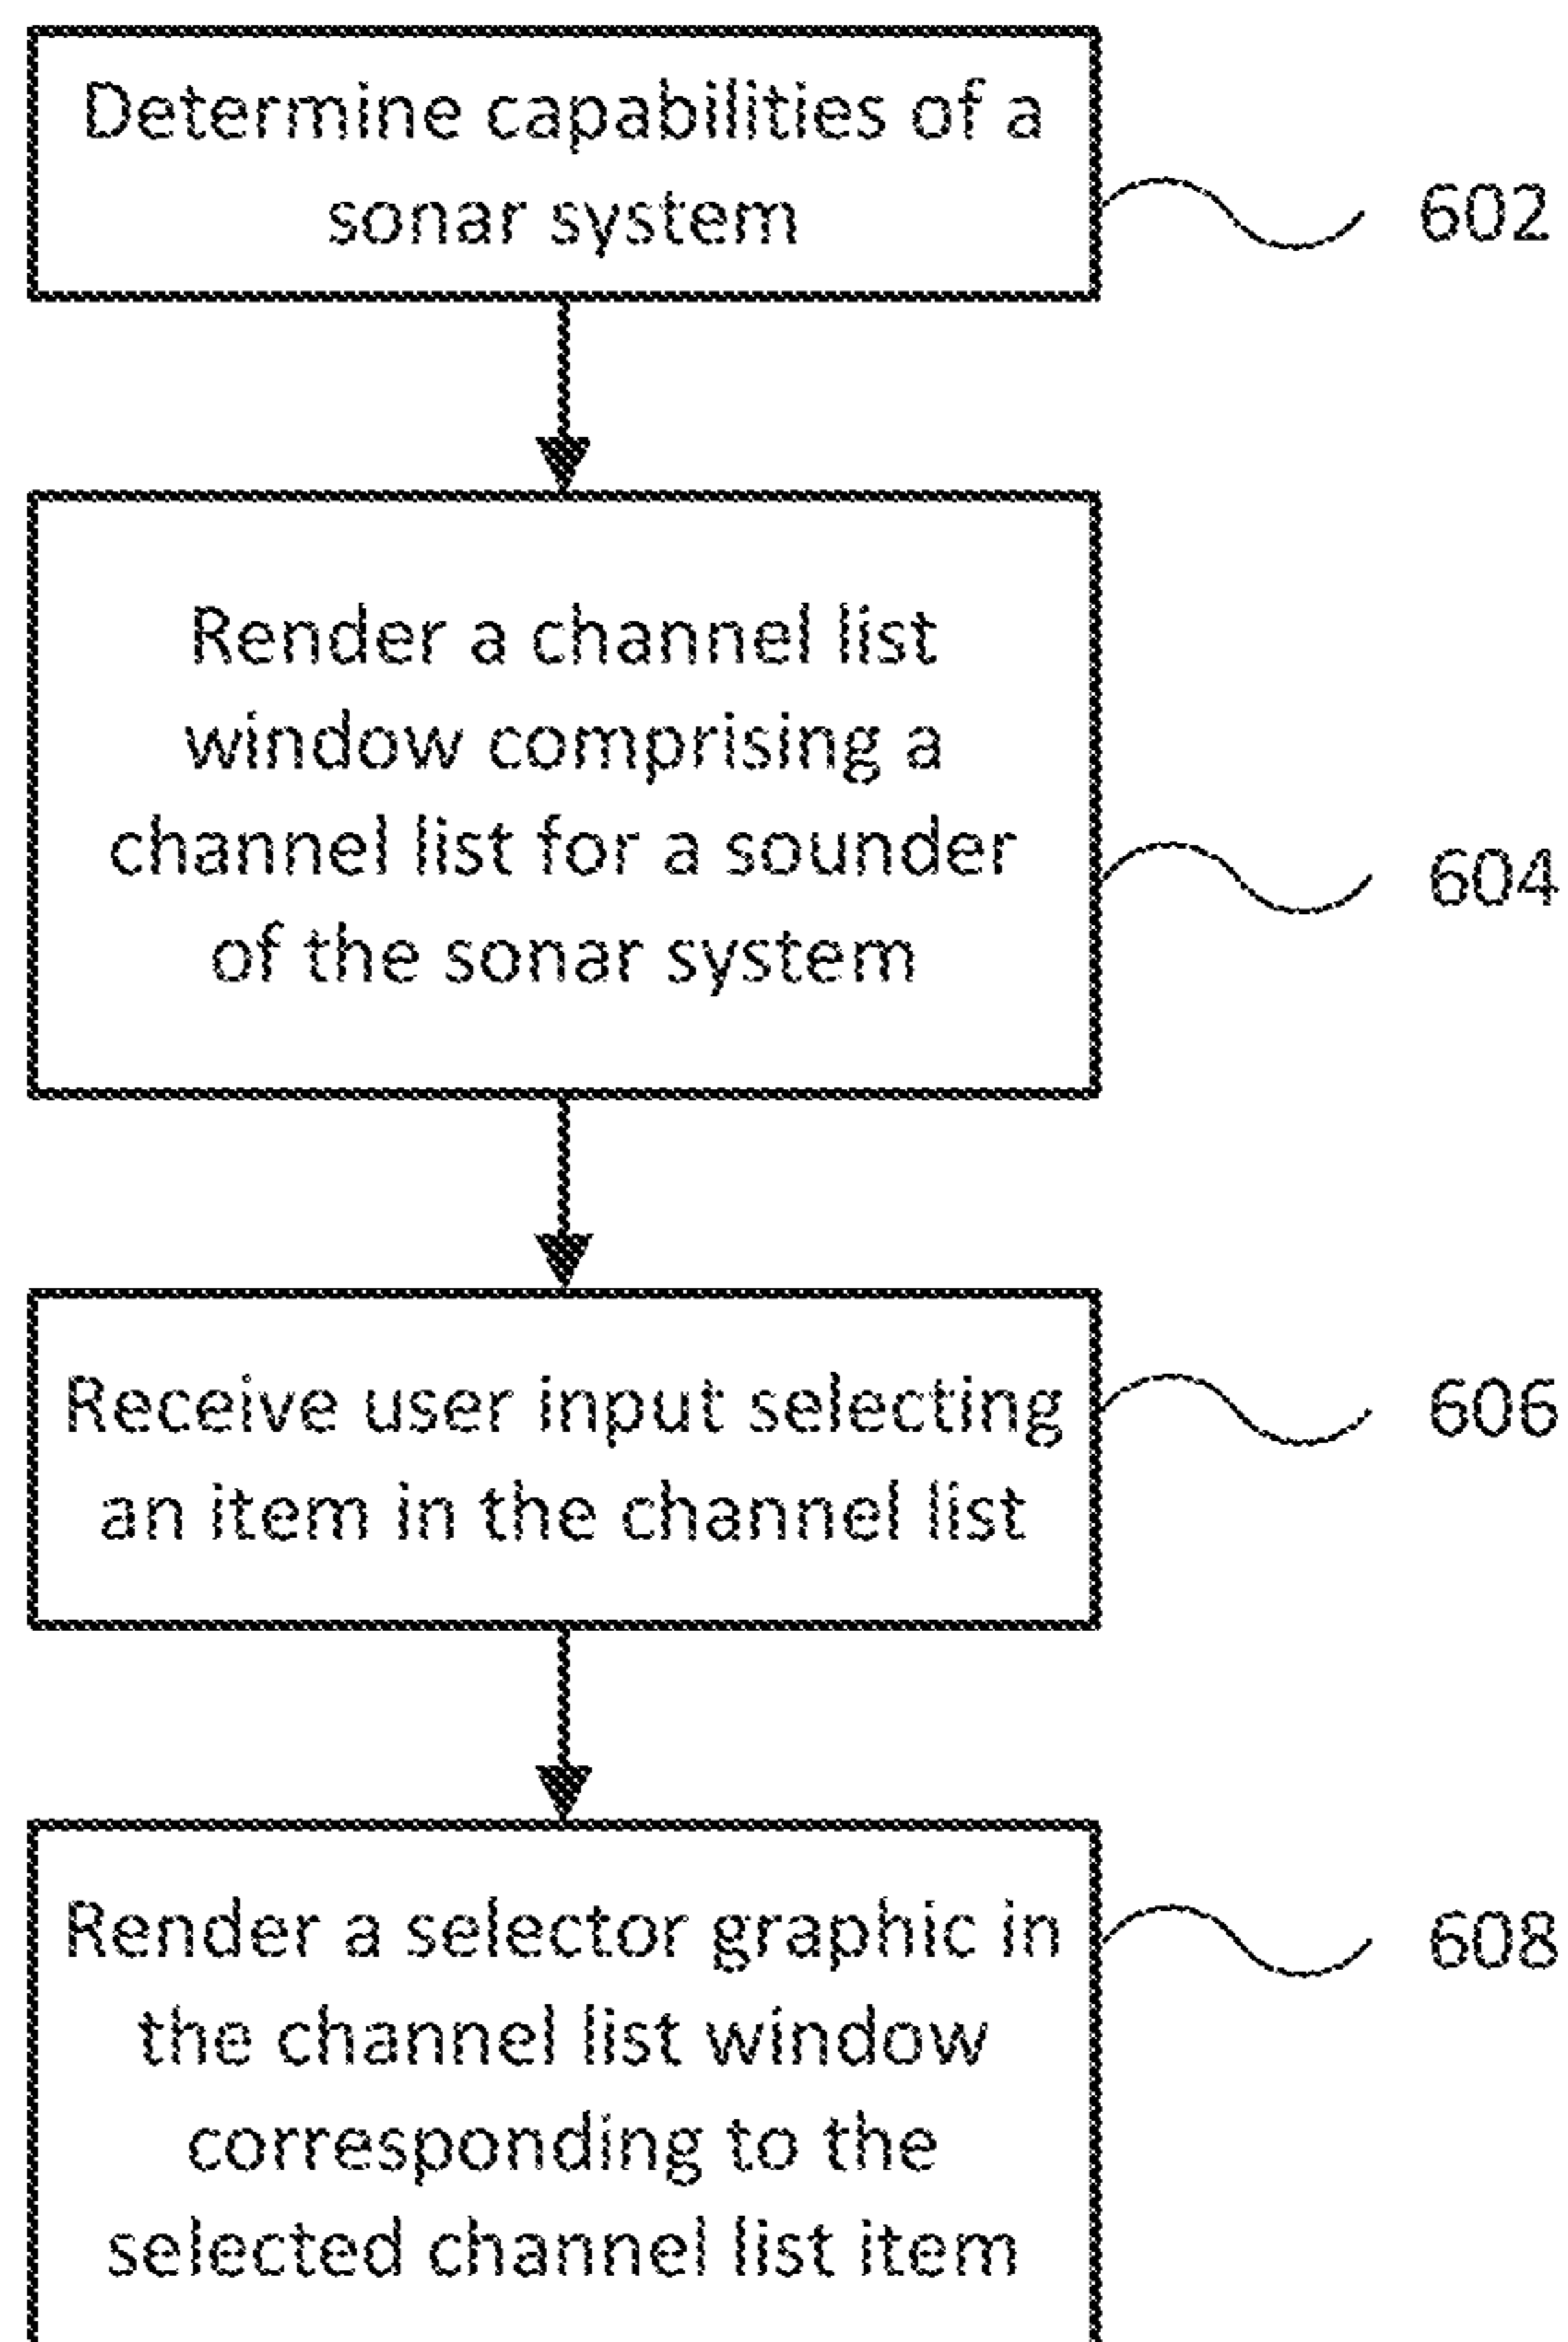 Determine capabilities of a
sonar system
602
Render a channel list
window comprising a
channel list for a sounder
of the sonar system
604
Receive user input selecting
an item in the channel list
606
Render a selector graphic in
the channel list window
corresponding to the
selected channel list item
608